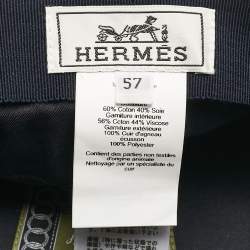 HERMÈS
57
60% Coton 40% Soie
Garniture intérieure
56% Coton 44% Viscose
Garniture extérieure
100% Cuir d'agneau
écusson
100% Polyester
Contient des parties non textiles
d'origine animale
Nettoyage par un spécialiste du
cuir